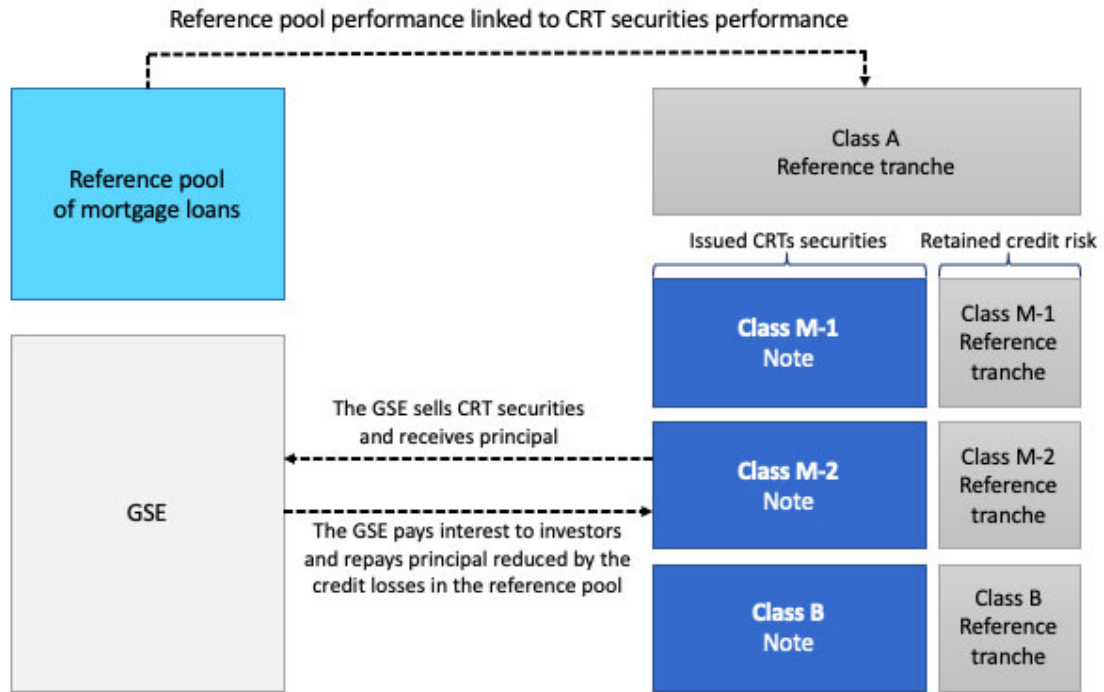 Reference pool performance linked to CRT securities performance
Reference pool
of mortgage loans
Class A
Reference tranche
Issued CRTs securities
Retained credit risk
Class M-1
Note
Class M-1
Reference
tranche
The GSE sells CRT securities
and receives principal
Class M-2
Note
Class M-2
Reference
tranche
GSE
The GSE pays interest to investors
and repays principal reduced by the
credit losses in the reference pool
Class B
Note
Class B
Reference
tranche